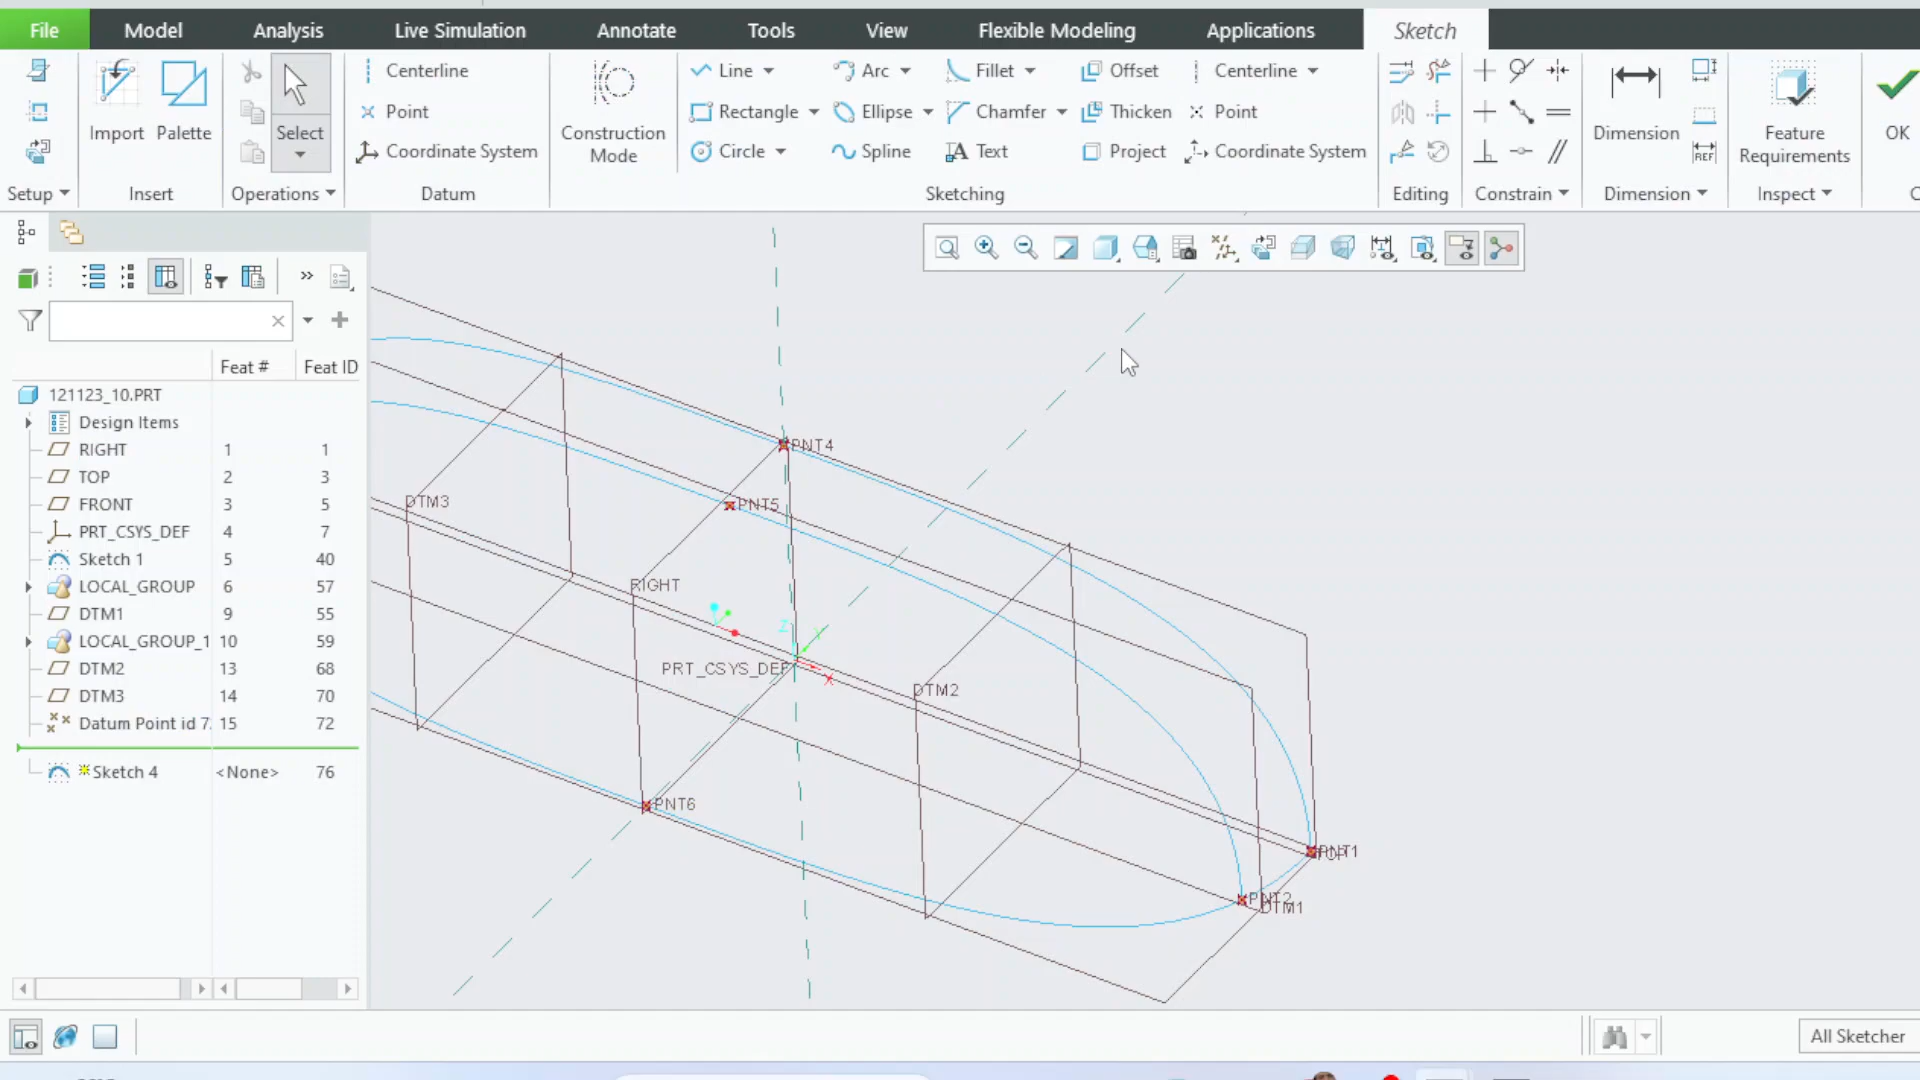 File Model Analysis Live Simulation Annotate Tools View Flexible Modeling Applications Sketch
Import Palette
Select
Centerline
Point
Coordinate System
Construction Mode
Line Arc Fillet Offset Centerline
Rectangle Ellipse Chamfer Thicken Point
Circle Spline Text Project Coordinate System
Dimension
REF
Feature Requirements
OK
Setup Insert Operations Datum Sketching Editing Constrain Dimension Inspect
Feat # Feat ID
121123_10.PRT
Design Items
RIGHT 1 1
TOP 2 3
FRONT 3 5
PRT_CSYS_DEF 4 7
Sketch 1 5 40
LOCAL_GROUP 6 57
DTM1 9 55
LOCAL_GROUP_1 10 59
DTM2 13 68
DTM3 14 70
Datum Point id 7 15 72
Sketch 4 <None> 76
PNT4
DTM3
PNT5
RIGHT
Z
Y
PRT_CSYS_DEF
X
DTM2
PNT6
PNT1
TOP
PNT2
DTM1
All Sketcher